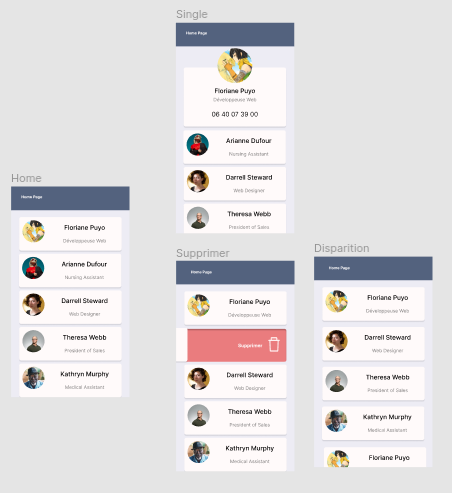 Single
Home Page
Floriane Puyo
Développeuse Web
06 40 07 39 00
Arianne Dufour
Nursing Assistant
Darrell Steward
Web Designer
Theresa Webb
President of Sales
Home
Home Page
Floriane Puyo
Développeuse Web
Arianne Dufour
Nursing Assistant
Darrell Steward
Web Designer
Theresa Webb
President of Sales
Kathryn Murphy
Medical Assistant
Supprimer
Home Page
Floriane Puyo
Développeuse Web
Supprimer
Darrell Steward
Web Designer
Theresa Webb
President of Sales
Kathryn Murphy
Medical Assistant
Disparition
Home Page
Floriane Puyo
Développeuse Web
Darrell Steward
Web Designer
Theresa Webb
President of Sales
Kathryn Murphy
Medical Assistant
Floriane Puyo